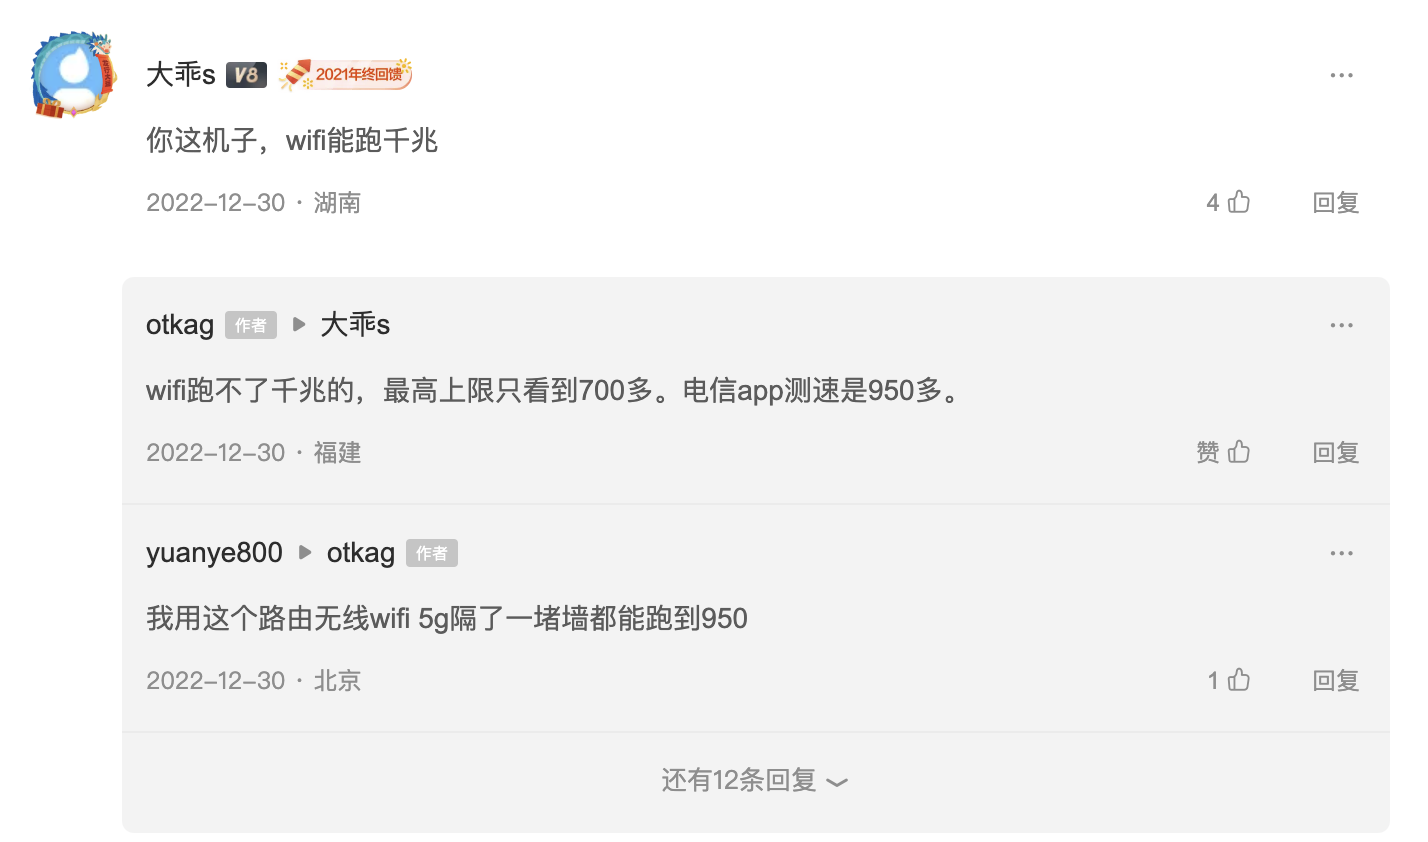 大乖s V8 2021年终回馈
你这机子，wifi能跑千兆
2022-12-30 · 湖南 4 回复
otkag 作者 大乖s
wifi跑不了千兆的，最高上限只看到700多。电信app测速是950多。
2022-12-30 · 福建 赞 回复
yuanye800 otkag 作者
我用这个路由无线wifi 5g隔了一堵墙都能跑到950
2022-12-30 · 北京 1 回复
还有12条回复